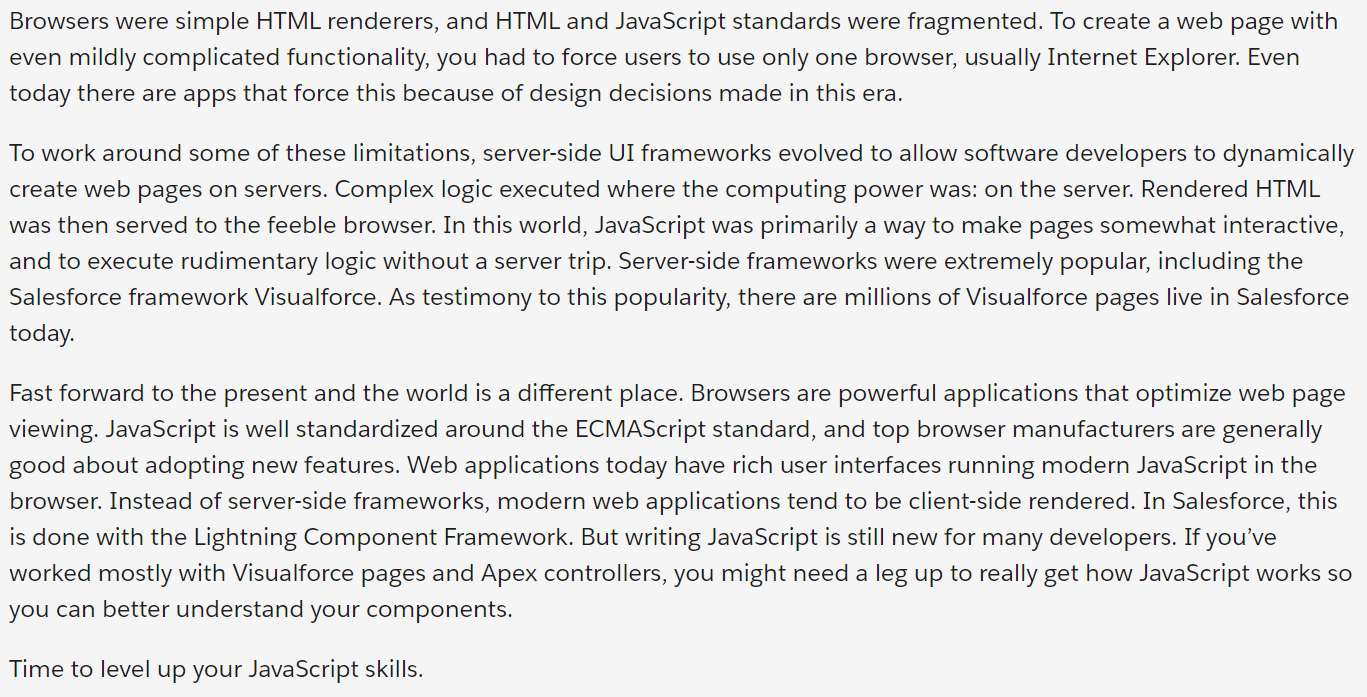 Browsers were simple HTML renderers, and HTML and JavaScript standards were fragmented. To create a web page with
even mildly complicated functionality, you had to force users to use only one browser, usually Internet Explorer. Even
today there are apps that force this because of design decisions made in this era.
To work around some of these limitations, server-side UI frameworks evolved to allow software developers to dynamically
create web pages on servers. Complex logic executed where the computing power was: on the server. Rendered HTML
was then served to the feeble browser. In this world, JavaScript was primarily a way to make pages somewhat interactive,
and to execute rudimentary logic without a server trip. Server-side frameworks were extremely popular, including the
Salesforce framework Visualforce. As testimony to this popularity, there are millions of Visualforce pages live in Salesforce
today.
Fast forward to the present and the world is a different place. Browsers are powerful applications that optimize web page
viewing. JavaScript is well standardized around the ECMAScript standard, and top browser manufacturers are generally
good about adopting new features. Web applications today have rich user interfaces running modern JavaScript in the
browser. Instead of server-side frameworks, modern web applications tend to be client-side rendered. In Salesforce, this
is done with the Lightning Component Framework. But writing JavaScript is still new for many developers. If you’ve
worked mostly with Visualforce pages and Apex controllers, you might need a leg up to really get how JavaScript works so
you can better understand your components.
Time to level up your JavaScript skills.